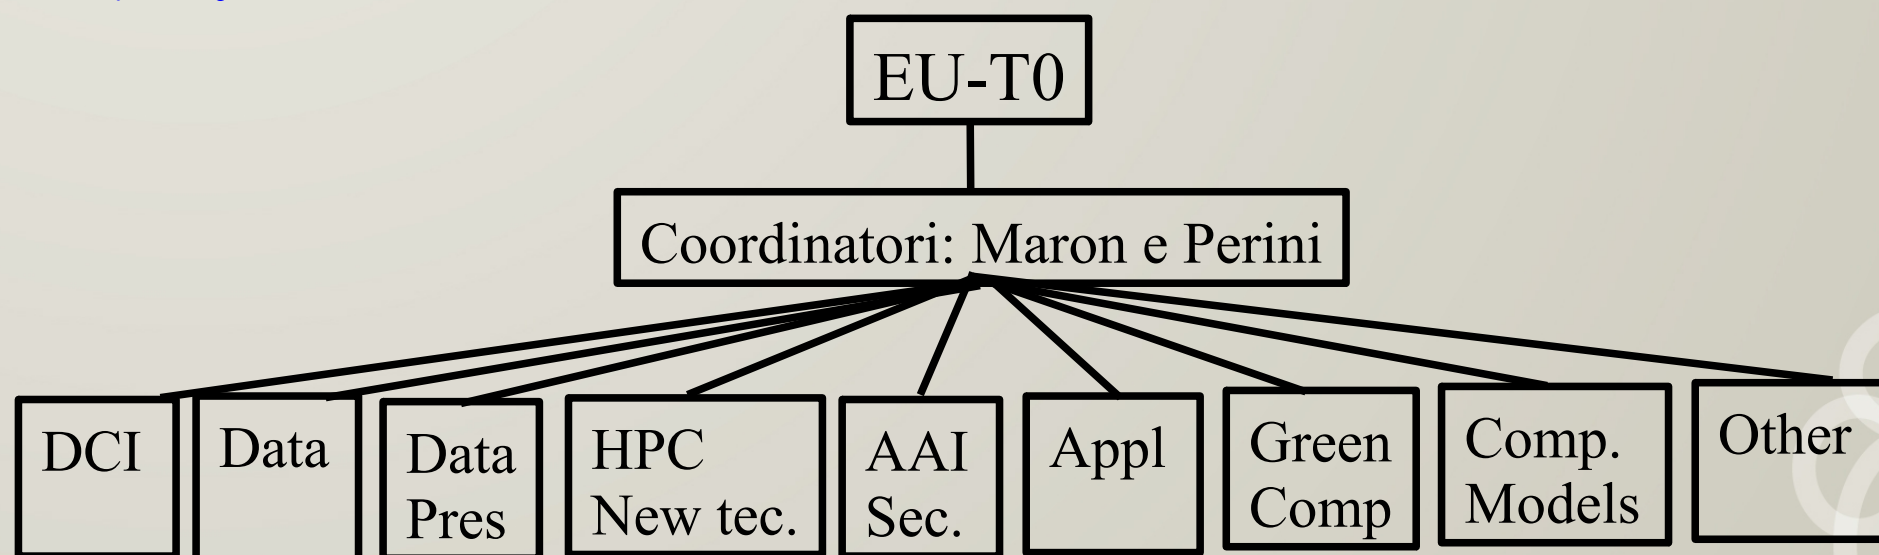 EU-T0
Coordinatori: Maron e Perini
DCI
Data
Data
Pres
HPC
New tec.
AAI
Sec.
Appl
Green
Comp
Comp.
Models
Other